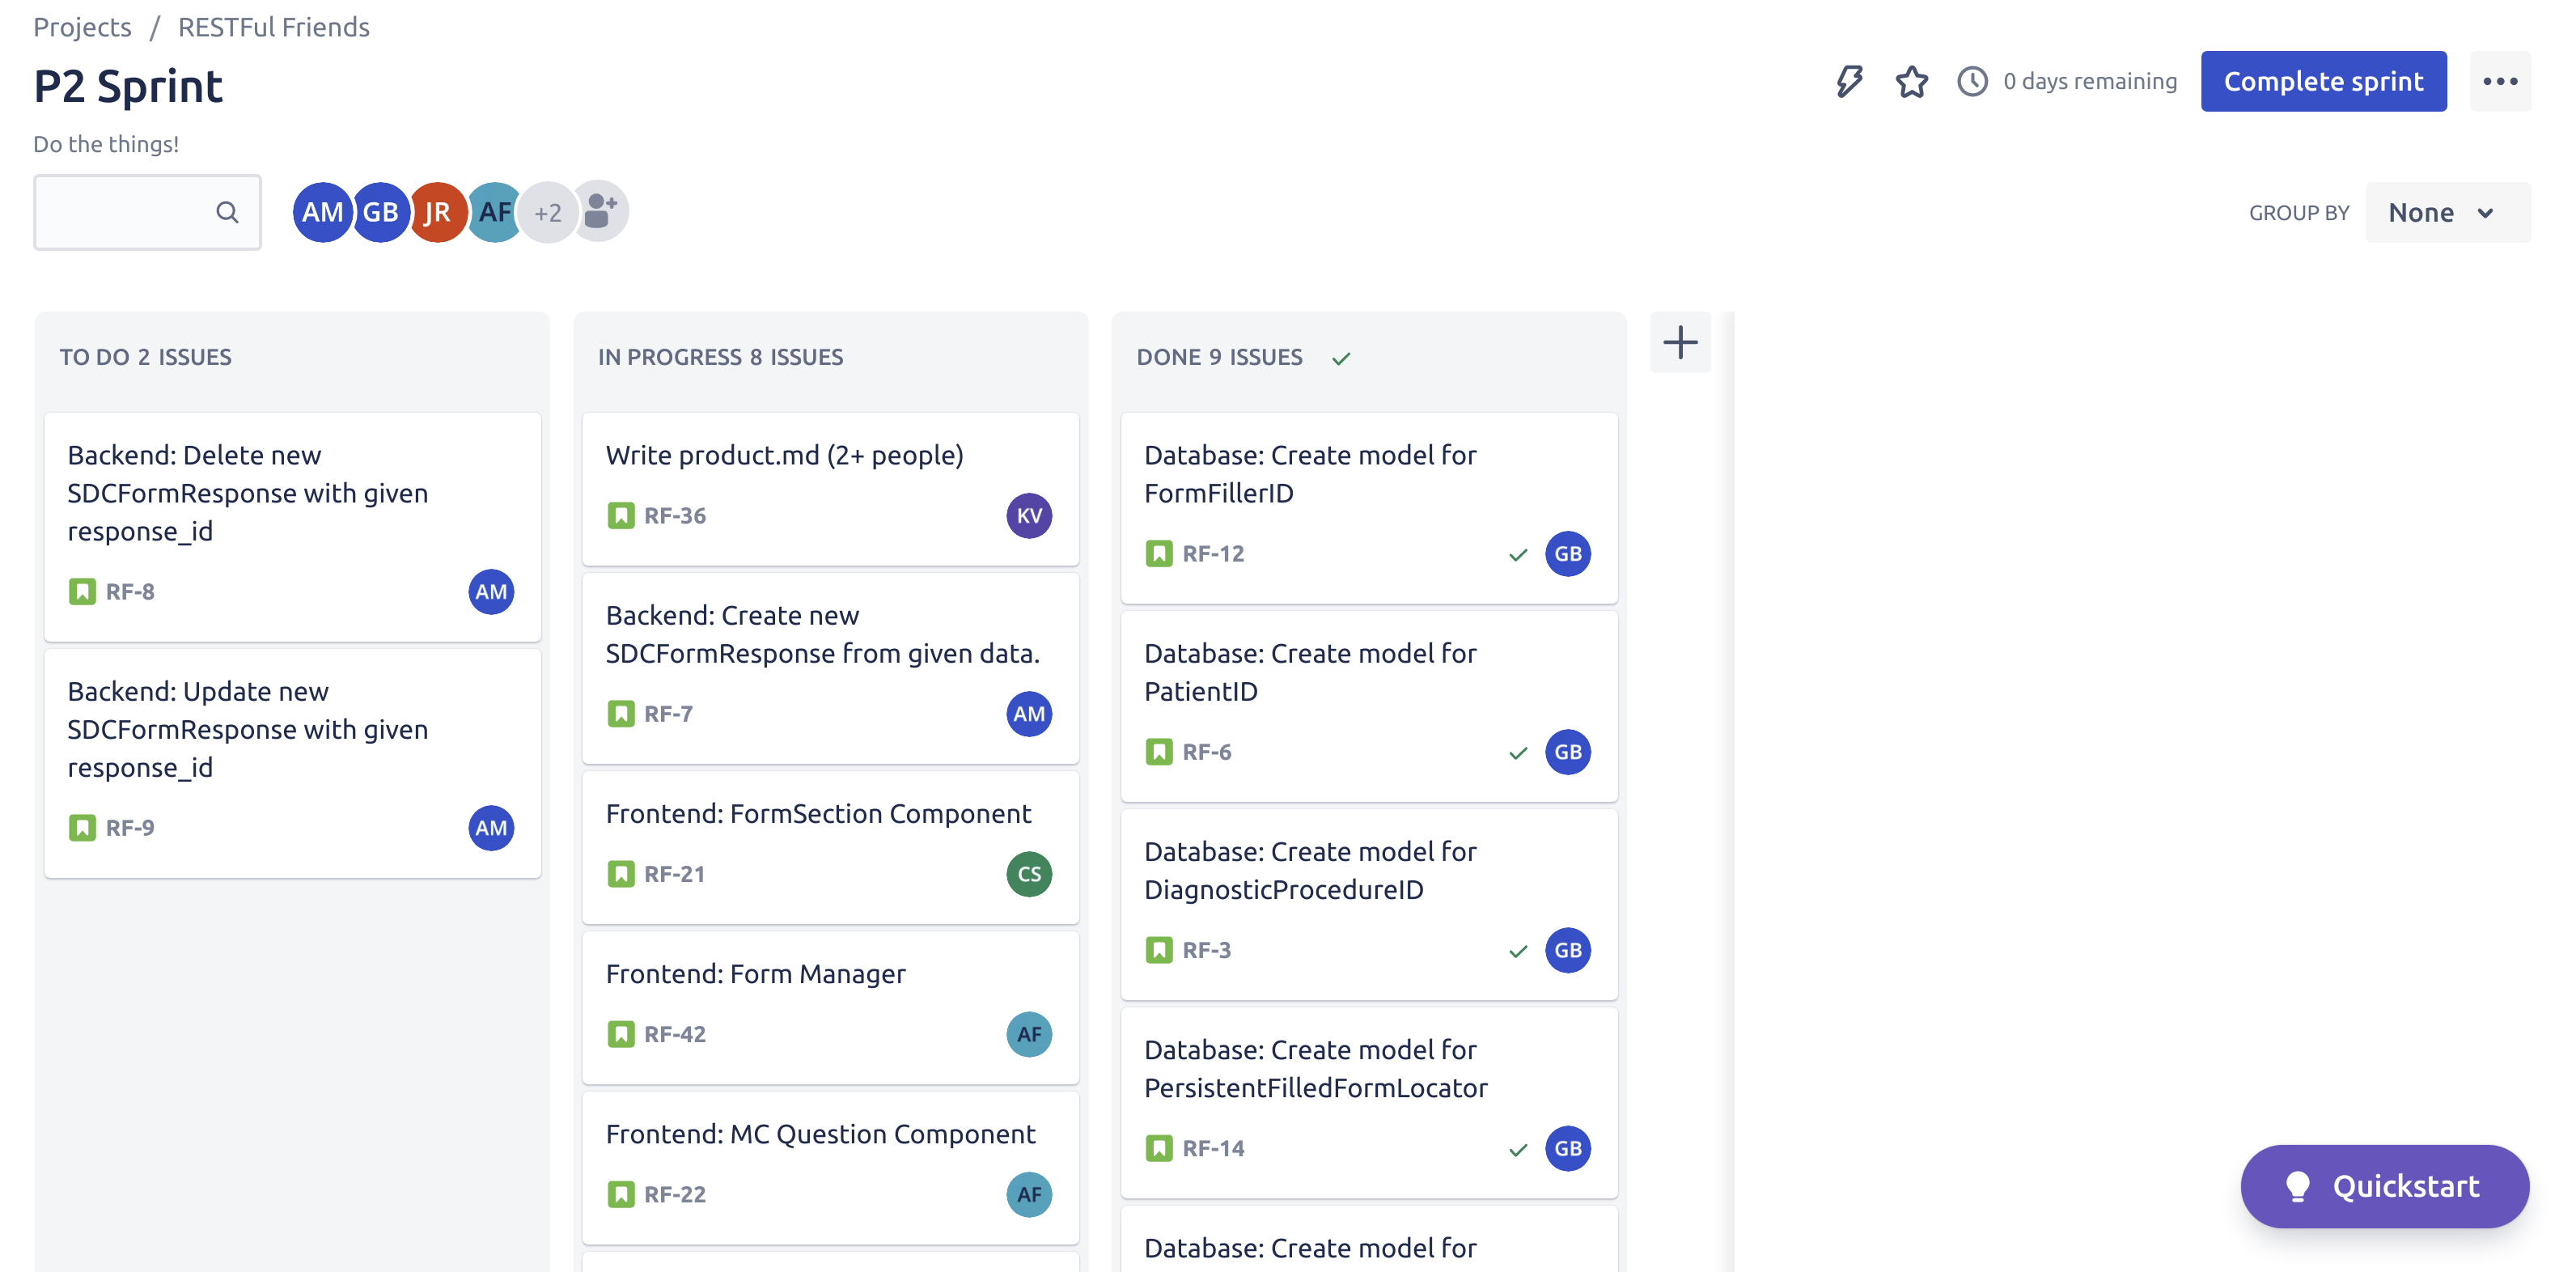 Projects / RESTFul Friends
P2 Sprint
0 days remaining
Complete sprint
Do the things!
AM GB JR AF +2
GROUP BY None
TO DO 2 ISSUES
Backend: Delete new
SDCFormResponse with given
response_id
RF-8 AM
Backend: Update new
SDCFormResponse with given
response_id
RF-9 AM
IN PROGRESS 8 ISSUES
Write product.md (2+ people)
RF-36 KV
Backend: Create new
SDCFormResponse from given data.
RF-7 AM
Frontend: FormSection Component
RF-21 CS
Frontend: Form Manager
RF-42 AF
Frontend: MC Question Component
RF-22 AF
DONE 9 ISSUES
Database: Create model for
FormFillerID
RF-12 GB
Database: Create model for
PatientID
RF-6 GB
Database: Create model for
DiagnosticProcedureID
RF-3 GB
Database: Create model for
PersistentFilledFormLocator
RF-14 GB
Database: Create model for
Quickstart